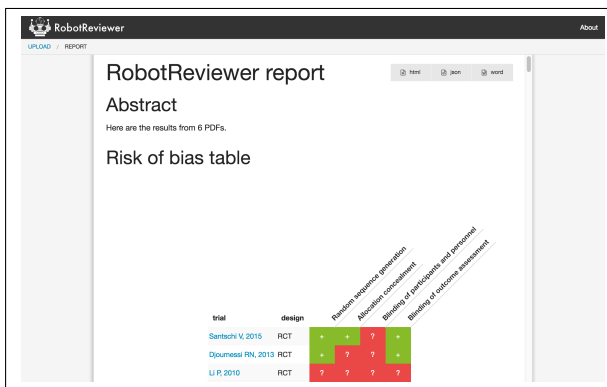 RobotReviewer
About
UPLOAD / REPORT
RobotReviewer report
html json word
Abstract
Here are the results from 6 PDFs.
Risk of bias table
Random sequence generation
Allocation concealment
Blinding of participants and personnel
Blinding of outcome assessment
trial design
Santschi V, 2015 RCT + + ? +
Djoumessi RN, 2013 RCT + ? ? +
Li P, 2010 RCT ? ? ? ?